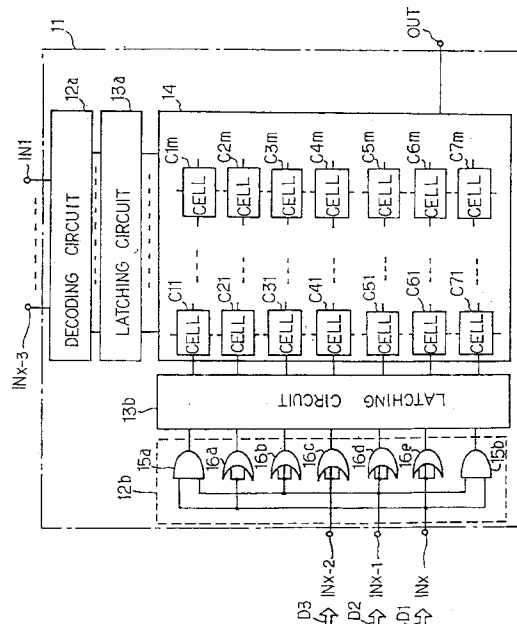 11
12a
13a
14
OUT
IN1
INx-3
DECODING CIRCUIT
LATCHING CIRCUIT
C1m
C2m
C3m
C4m
C5m
C6m
C7m
CELL
CELL
CELL
CELL
CELL
CELL
CELL
C11
C21
C31
C41
C51
C61
C71
CELL
CELL
CELL
CELL
CELL
CELL
CELL
13b
LATCHING CIRCUIT
12b
15a
16a
16b
16c
16d
16e
15b
INx-2
INx-1
INx
D3
D2
D1